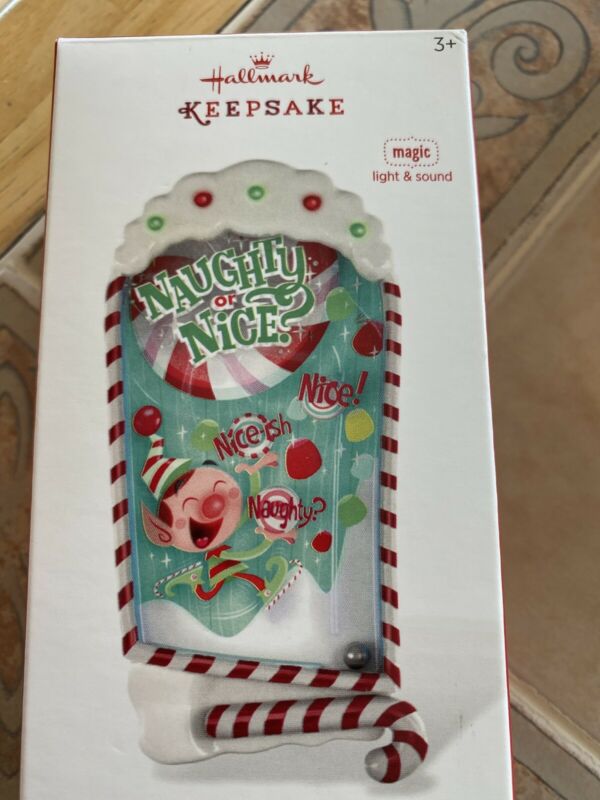 3+
Hallmark
KEEPSAKE
magic
light & sound
NAUGHTY
or
NiCE?
Nice!
Nice-ish
Naughty?